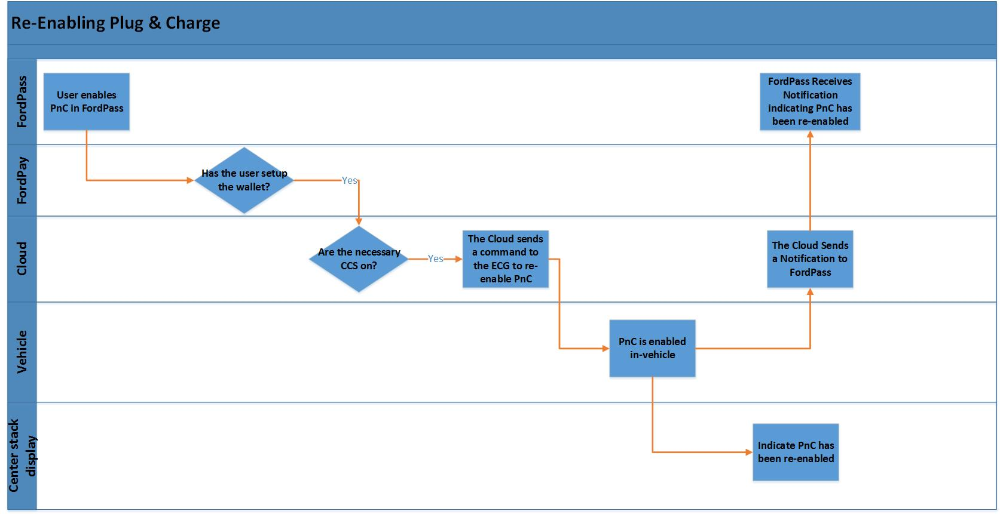 Re-Enabling Plug & Charge
FordPass
User enables
PnC in FordPass
FordPass Receives
Notification
indicating PnC has
been re-enabled
FordPay
Has the user setup
the wallet?
Yes
Cloud
Are the necessary
CCS on?
Yes
The Cloud sends
a command to
the ECG to re-
enable PnC
The Cloud Sends
a Notification to
FordPass
Vehicle
PnC is enabled
in-vehicle
Center stack
display
Indicate PnC has
been re-enabled